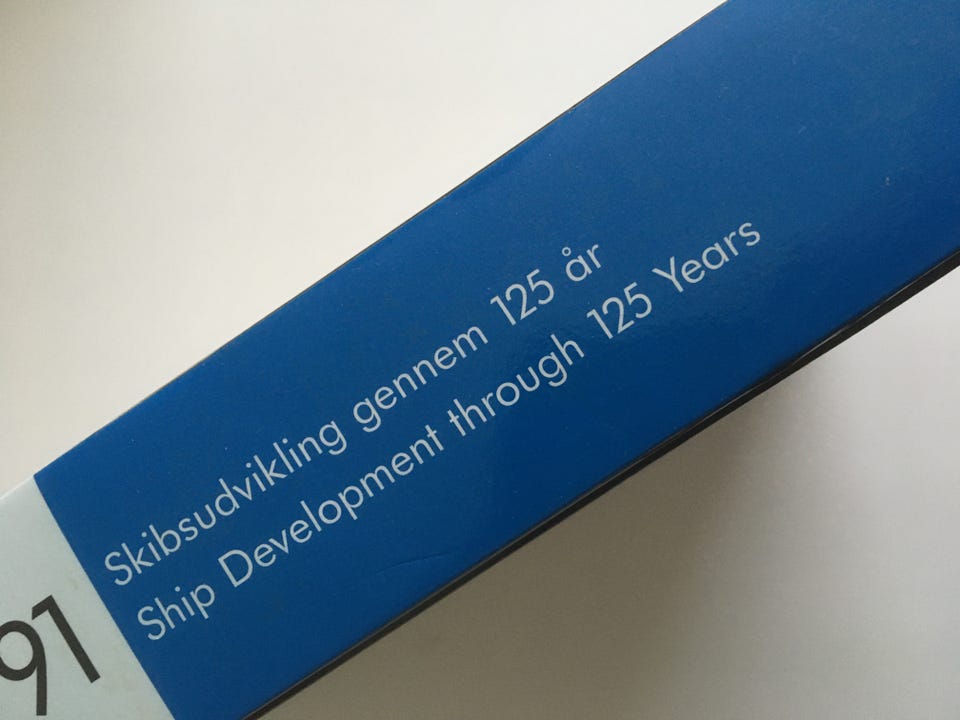 91
Skibsudvikling gennem 125 år
Ship Development through 125 Years